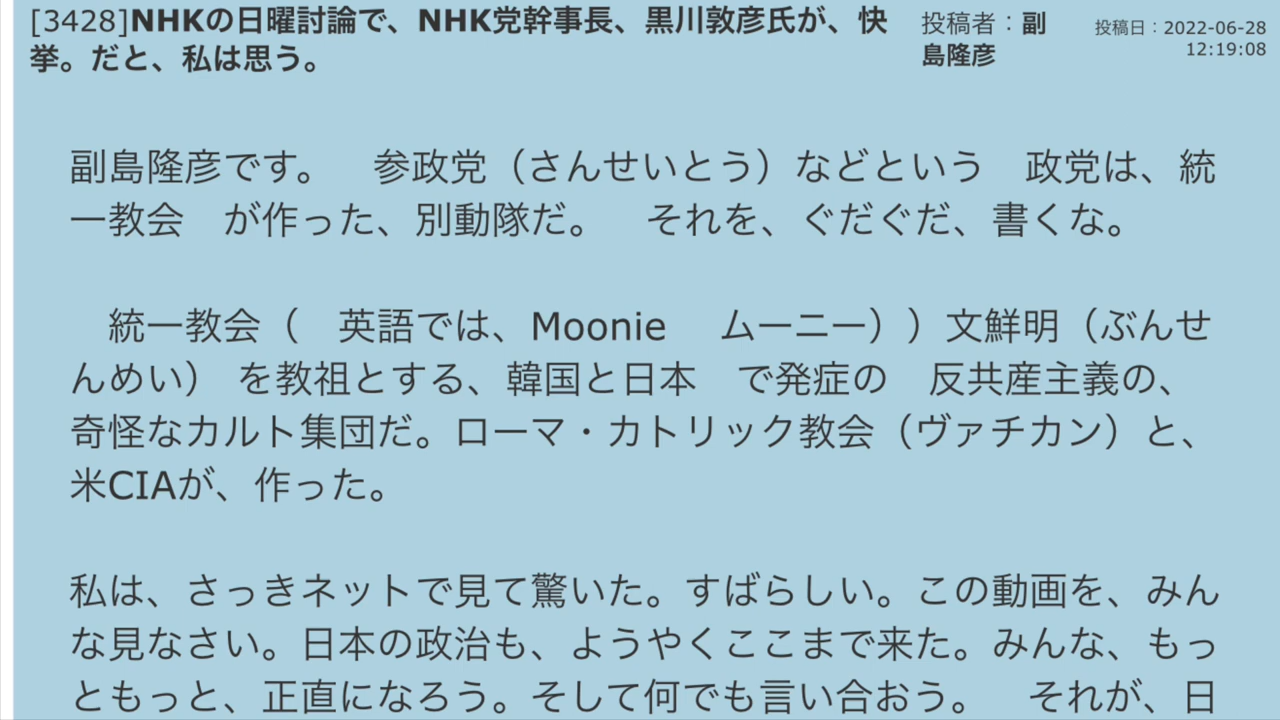 [3428]NHKの日曜討論で、NHK党幹事長、黒川敦彦氏が、快
挙。だと、私は思う。
投稿者：副
島隆彦
投稿日：2022-06-28
12:19:08
副島隆彦です。　参政党（さんせいとう）などという　政党は、統
一教会　が作った、別動隊だ。　それを、ぐだぐだ、書くな。
　統一教会（　英語では、Moonie　ムーニー））文鮮明（ぶんせ
んめい）　を教祖とする、韓国と日本　で発症の　反共産主義の、
奇怪なカルト集団だ。ローマ・カトリック教会（ヴァチカン）と、
米CIAが、作った。
私は、さっきネットで見て驚いた。すばらしい。この動画を、みん
な見なさい。日本の政治も、ようやくここまで来た。みんな、もっ
ともっと、正直になろう。そして何でも言い合おう。　それが、日